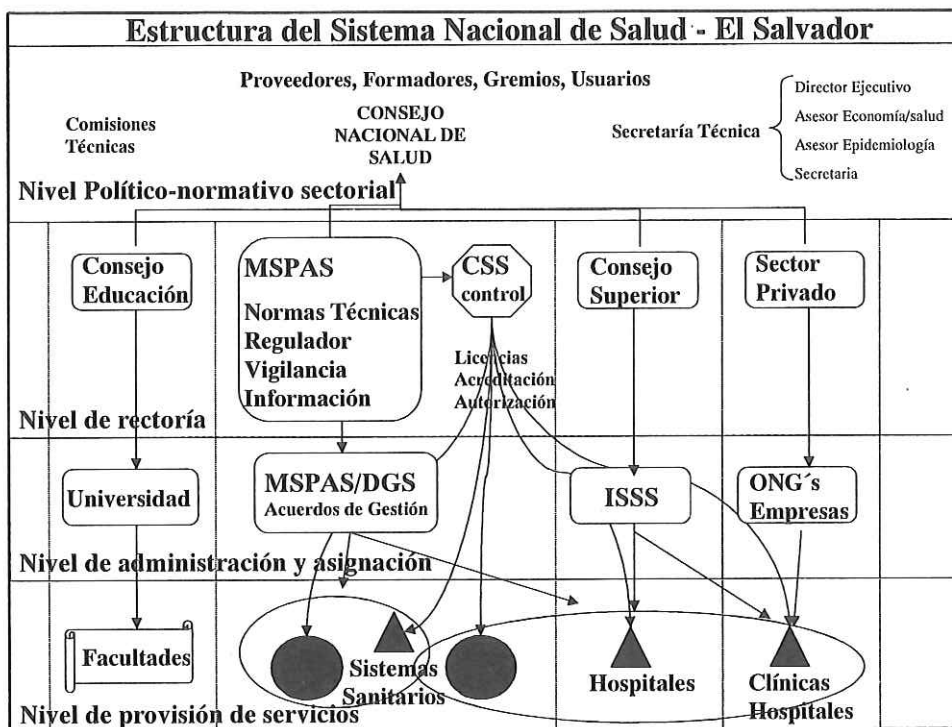 Estructura del Sistema Nacional de Salud - El Salvador
Proveedores, Formadores, Gremios, Usuarios
Comisiones
Técnicas
CONSEJO
NACIONAL DE
SALUD
Secretaría Técnica
Director Ejecutivo
Asesor Economía/salud
Asesor Epidemiología
Secretaria
Nivel Político-normativo sectorial
Consejo
Educación
MSPAS
Normas Técnicas
Regulador
Vigilancia
Información
CSS
control
Consejo
Superior
Sector
Privado
Licencias
Acreditación
Autorización
Nivel de rectoría
Universidad
MSPAS/DGS
Acuerdos de Gestión
ISSS
ONG´s
Empresas
Nivel de administración y asignación
Facultades
Sistemas
Sanitarios
Hospitales
Clínicas
Hospitales
Nivel de provisión de servicios